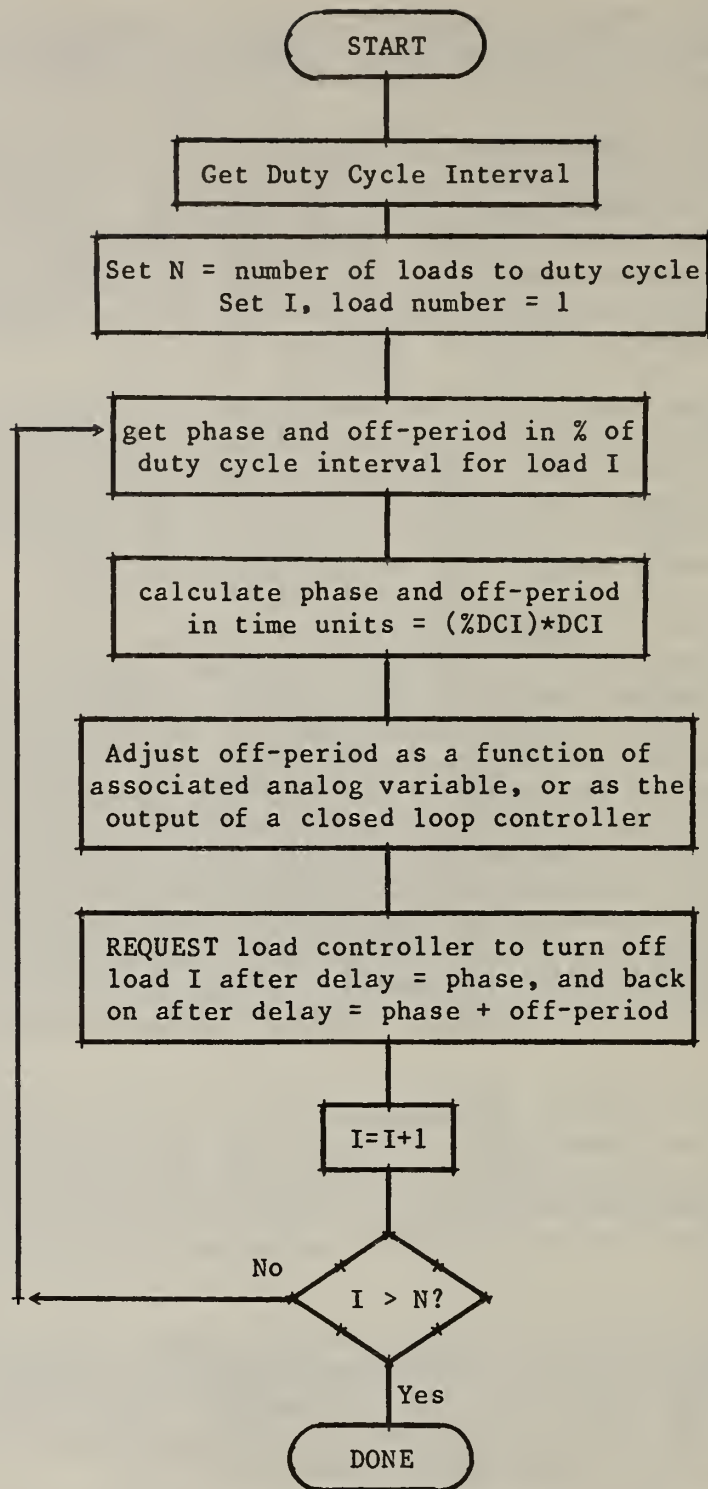 START
Get Duty Cycle Interval
Set N = number of loads to duty cycle
Set I, load number = 1
get phase and off-period in % of
duty cycle interval for load I
calculate phase and off-period
in time units = (%DCI)*DCI
Adjust off-period as a function of
associated analog variable, or as the
output of a closed loop controller
REQUEST load controller to turn off
load I after delay = phase, and back
on after delay = phase + off-period
I=I+1
No
I > N?
Yes
DONE